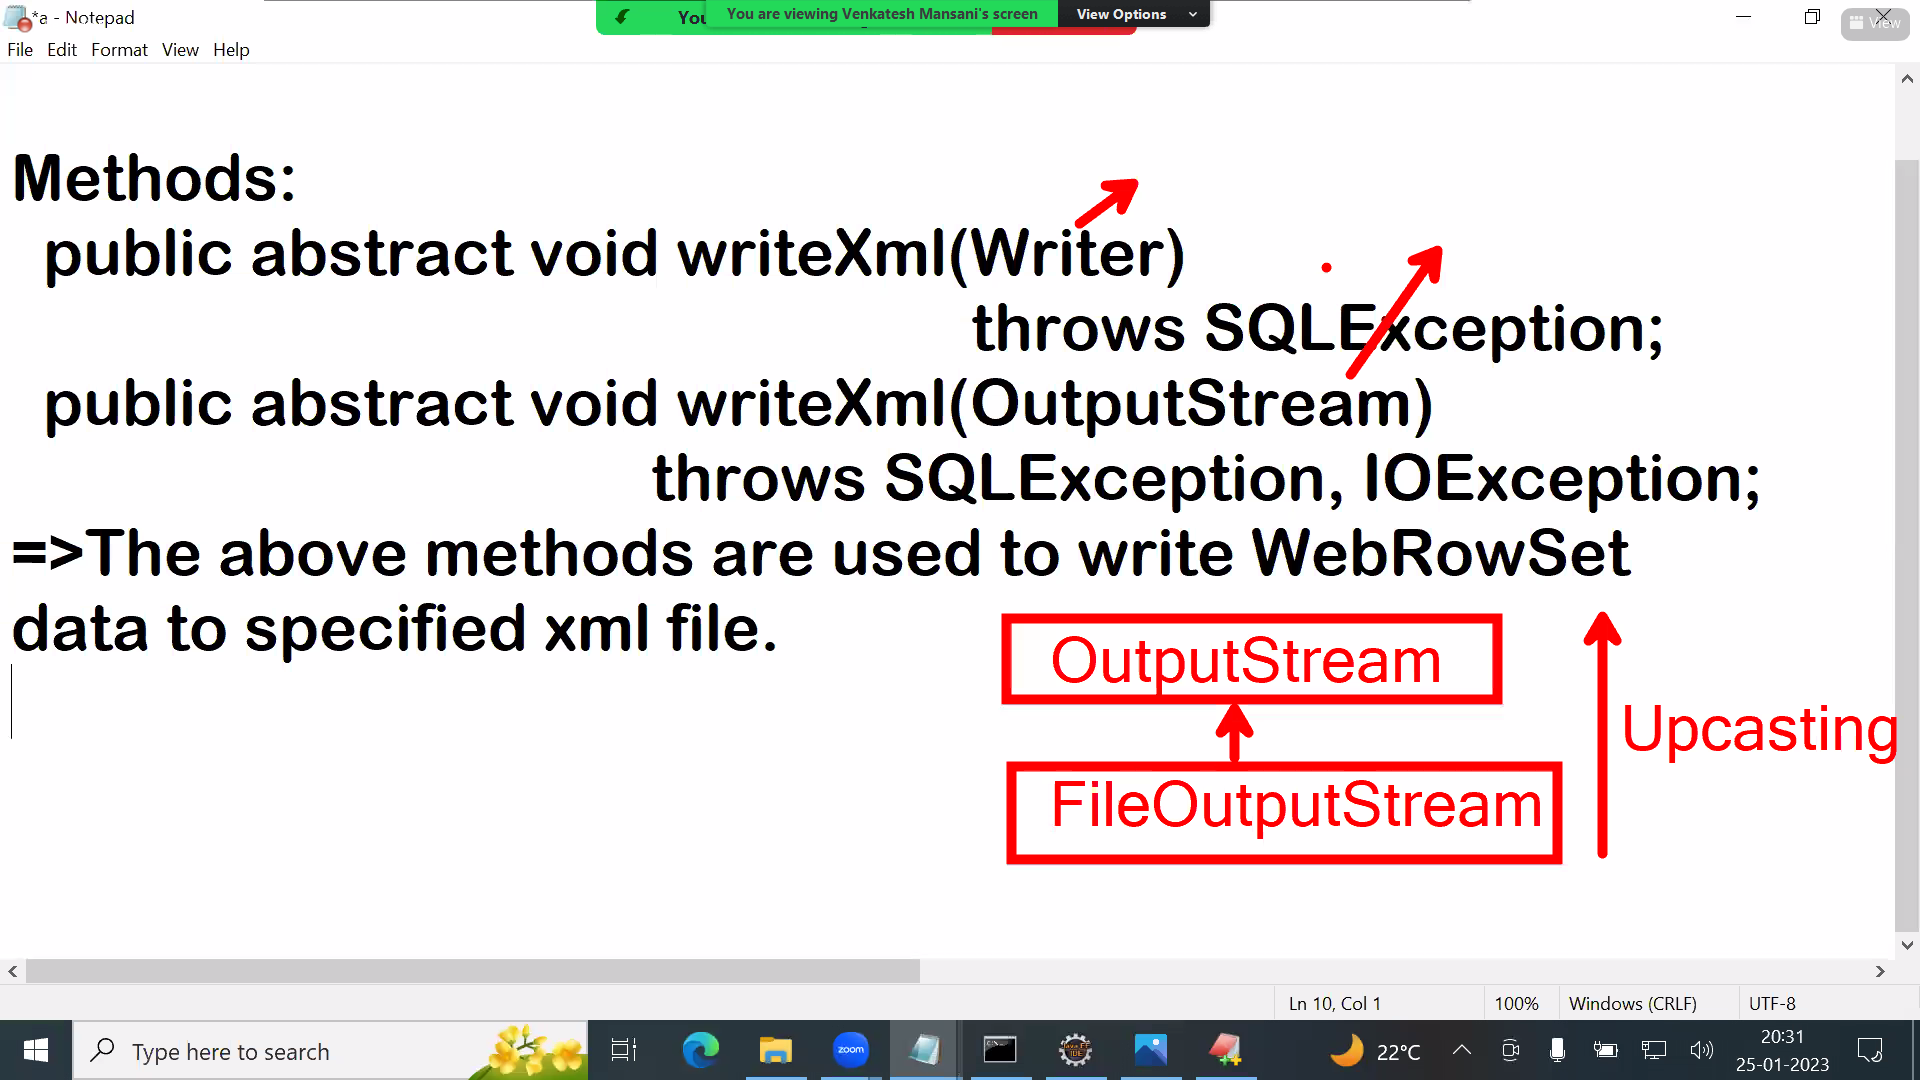 *a - Notepad
You
You are viewing Venkatesh Mansani's screen
View Options
View
File Edit Format View Help
Methods:
public abstract void writeXml(Writer)
throws SQLException;
public abstract void writeXml(OutputStream)
throws SQLException, IOException;
=>The above methods are used to write WebRowSet
data to specified xml file.
OutputStream
Upcasting
FileOutputStream
Ln 10, Col 1
100%
Windows (CRLF)
UTF-8
Type here to search
zoom
22°C
20:31
25-01-2023